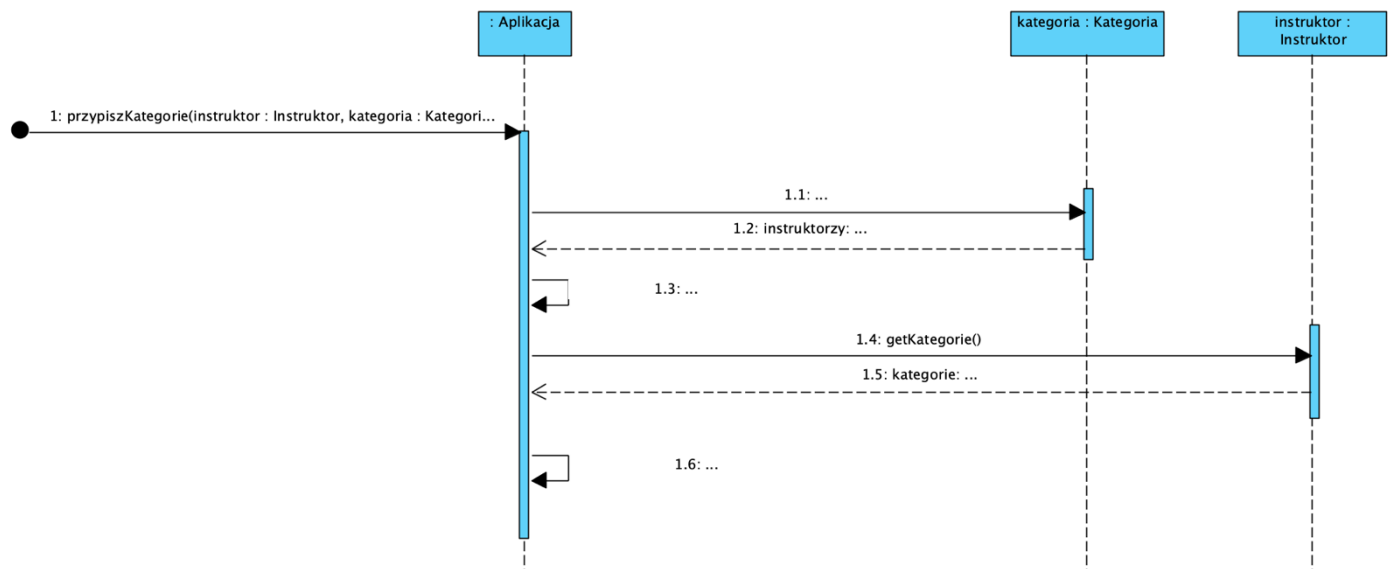 : Aplikacja
kategoria : Kategoria
instruktor :
Instruktor
1: przypiszKategorie(instruktor : Instruktor, kategoria : Kategori...
1.1: ...
1.2: instruktorzy: ...
1.3: ...
1.4: getKategorie()
1.5: kategorie: ...
1.6: ...